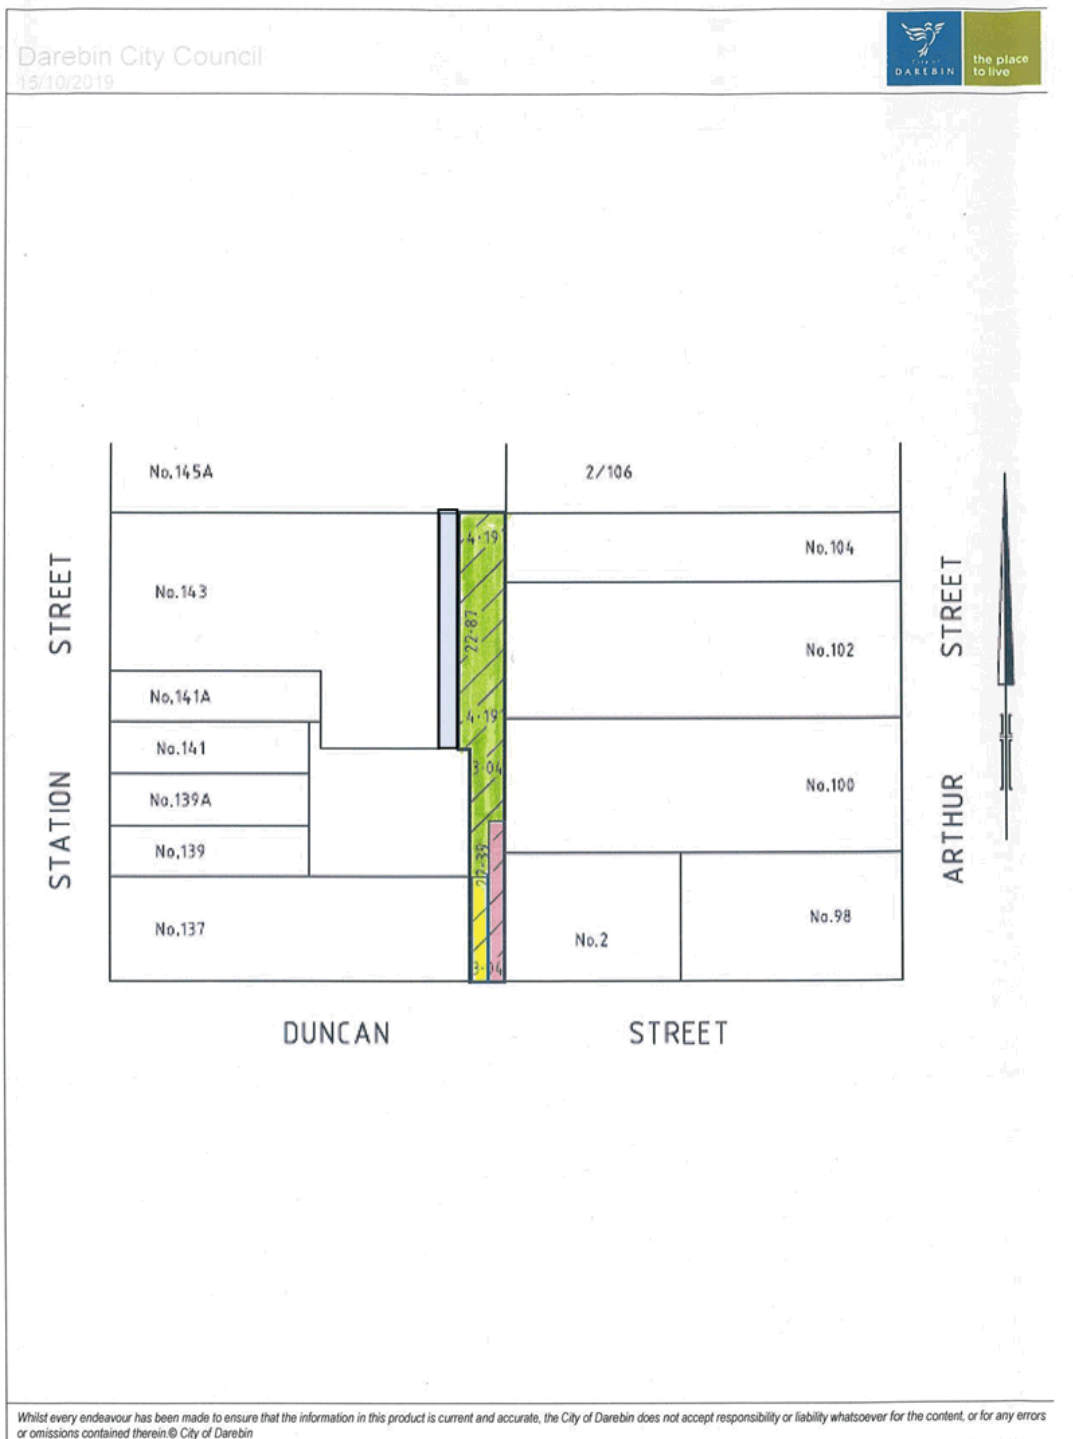 Darebin City Council
15/10/2019
City of
DAREBIN
the place
to live
No.145A
2/106
No.143
4.19
22.87
4.19
3.04
No.104
No.102
No.141A
No.141
No.139A
No.139
No.137
3.04
No.100
No.2
No.98
STATION STREET
ARTHUR STREET
DUNCAN STREET
Whilst every endeavour has been made to ensure that the information in this product is current and accurate, the City of Darebin does not accept responsibility or liability whatsoever for the content, or for any errors
or omissions contained therein.© City of Darebin